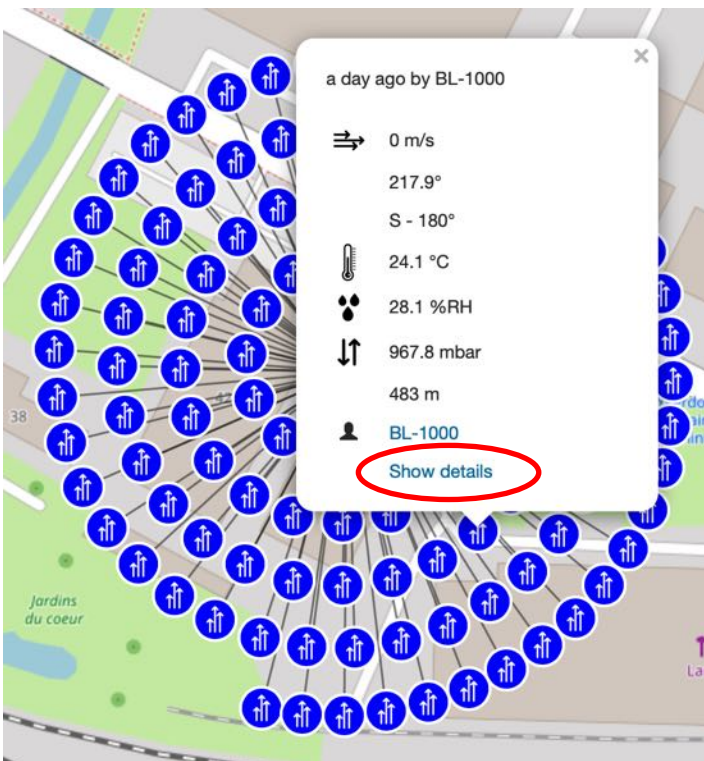 ×
a day ago by BL-1000
0 m/s
217.9°
S - 180°
24.1 °C
28.1 %RH
967.8 mbar
483 m
BL-1000
Show details
38
Jardins
du coeur
La